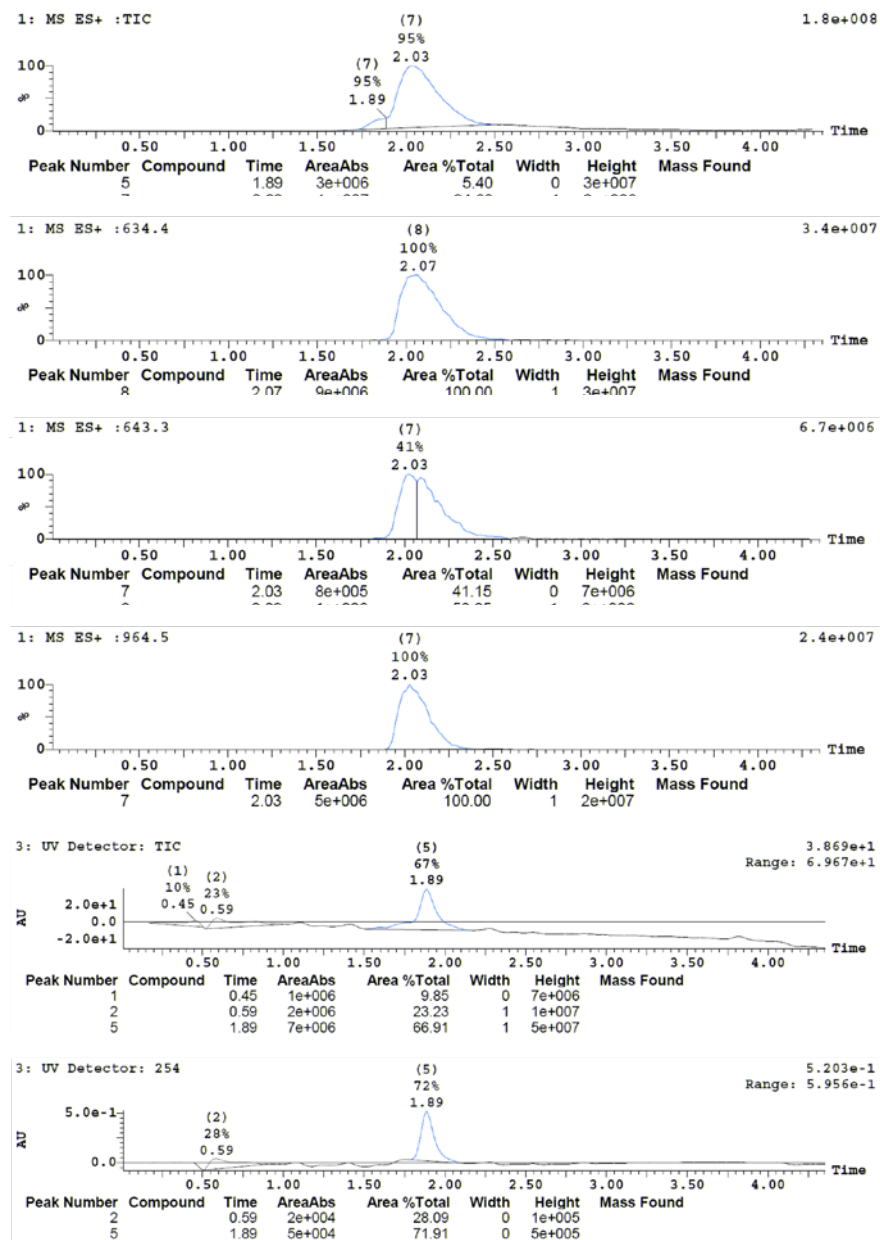 1: MS ES+ :TIC 1.8e+008
(7)
95%
2.03
(7)
95%
1.89
100
%
0
0.50 1.00 1.50 2.00 2.50 3.00 3.50 4.00 Time
Peak Number Compound Time AreaAbs Area %Total Width Height Mass Found
5 1.89 3e+006 5.40 0 3e+007
1: MS ES+ :634.4 3.4e+007
(8)
100%
2.07
100
%
0
0.50 1.00 1.50 2.00 2.50 3.00 3.50 4.00 Time
Peak Number Compound Time AreaAbs Area %Total Width Height Mass Found
8 2.07 9e+006 100.00 1 3e+007
1: MS ES+ :643.3 6.7e+006
(7)
41%
2.03
100
%
0
0.50 1.00 1.50 2.00 2.50 3.00 3.50 4.00 Time
Peak Number Compound Time AreaAbs Area %Total Width Height Mass Found
7 2.03 8e+005 41.15 0 7e+006
1: MS ES+ :964.5 2.4e+007
(7)
100%
2.03
100
%
0
0.50 1.00 1.50 2.00 2.50 3.00 3.50 4.00 Time
Peak Number Compound Time AreaAbs Area %Total Width Height Mass Found
7 2.03 5e+006 100.00 1 2e+007
3: UV Detector: TIC 3.869e+1
Range: 6.967e+1
(5)
67%
1.89
(1)
10%
0.45
(2)
23%
0.59
AU
2.0e+1
0.0
-2.0e+1
0.50 1.00 1.50 2.00 2.50 3.00 3.50 4.00 Time
Peak Number Compound Time AreaAbs Area %Total Width Height Mass Found
1 0.45 1e+006 9.85 0 7e+006
2 0.59 2e+006 23.23 1 1e+007
5 1.89 7e+006 66.91 1 5e+007
3: UV Detector: 254 5.203e-1
Range: 5.956e-1
(5)
72%
1.89
(2)
28%
0.59
AU
5.0e-1
0.0
0.50 1.00 1.50 2.00 2.50 3.00 3.50 4.00 Time
Peak Number Compound Time AreaAbs Area %Total Width Height Mass Found
2 0.59 2e+004 28.09 0 1e+005
5 1.89 5e+004 71.91 0 5e+005